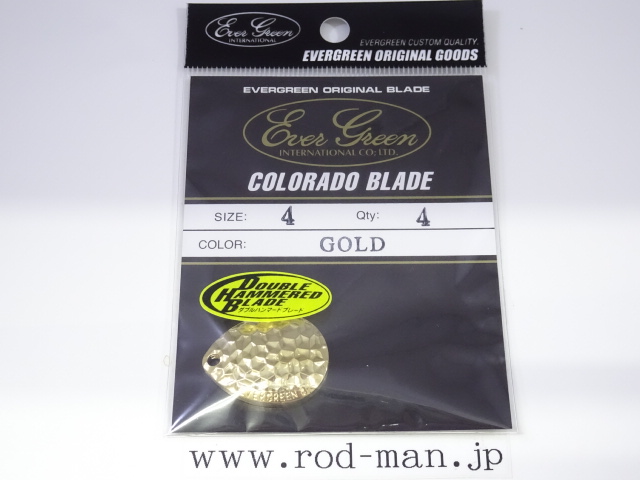 Ever Green
INTERNATIONAL
EVERGREEN CUSTOM QUALITY.
EVERGREEN ORIGINAL GOODS
EVERGREEN ORIGINAL BLADE
Ever Green
INTERNATIONAL CO; LTD.
COLORADO BLADE
SIZE: 4 Qty: 4
COLOR: GOLD
DOUBLE
HAMMERED
BLADE
ダブルハンマード ブレード
EVERGREEN
www.rod-man.jp